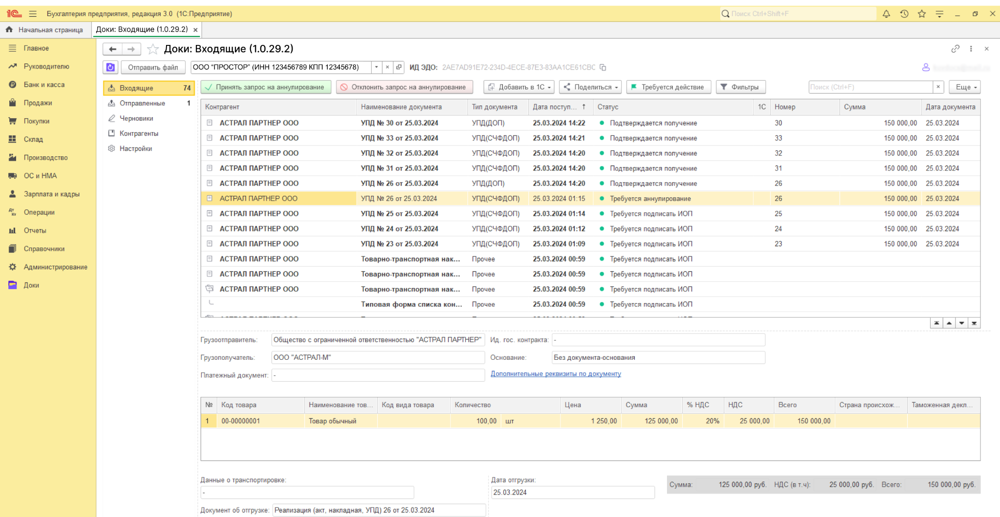 1С Бухгалтерия предприятия, редакция 3.0 (1С:Предприятие) Поиск Ctrl+Shift+F
Начальная страница Доки: Входящие (1.0.29.2) ×
Главное
Руководителю
Банк и касса
Продажи
Покупки
Склад
Производство
ОС и НМА
Зарплата и кадры
Операции
Отчеты
Справочники
Администрирование
Доки
Доки: Входящие (1.0.29.2)
Отправить файл ООО “ПРОСТОР” (ИНН 123456789 КПП 12345678) ИД ЭДО: 2AE7AD91E72-234D-4ECE-87E3-83AA1CE61CBC
Входящие 74
Отправленные 1
Черновики
Контрагенты
Настройки
Принять запрос на аннулирование Отклонить запрос на аннулирование Добавить в 1С Поделиться Требуется действие Фильтры Поиск (Ctrl+F) × Еще
Контрагент Наименование документа Тип документа Дата поступ... ↑ Статус 1С Номер Сумма Дата документа
АСТРАЛ ПАРТНЕР ООО УПД № 30 от 25.03.2024 УПД(ДОП) 25.03.2024 14:22 Подтверждается получение 30 150 000,00 25.03.2024
АСТРАЛ ПАРТНЕР ООО УПД № 33 от 25.03.2024 УПД(СЧФДОП) 25.03.2024 14:21 Подтверждается получение 33 150 000,00 25.03.2024
АСТРАЛ ПАРТНЕР ООО УПД № 32 от 25.03.2024 УПД(СЧФДОП) 25.03.2024 14:20 Подтверждается получение 32 150 000,00 25.03.2024
АСТРАЛ ПАРТНЕР ООО УПД № 31 от 25.03.2024 УПД(СЧФДОП) 25.03.2024 14:20 Подтверждается получение 31 150 000,00 25.03.2024
АСТРАЛ ПАРТНЕР ООО УПД № 26 от 25.03.2024 УПД(ДОП) 25.03.2024 14:20 Подтверждается получение 26 150 000,00 25.03.2024
АСТРАЛ ПАРТНЕР ООО УПД № 26 от 25.03.2024 УПД(СЧФДОП) 25.03.2024 01:15 Требуется аннулирование 26 150 000,00 25.03.2024
АСТРАЛ ПАРТНЕР ООО УПД № 25 от 25.03.2024 УПД(СЧФДОП) 25.03.2024 01:14 Требуется подписать ИОП 25 150 000,00 25.03.2024
АСТРАЛ ПАРТНЕР ООО УПД № 24 от 25.03.2024 УПД(СЧФДОП) 25.03.2024 01:12 Требуется подписать ИОП 24 150 000,00 25.03.2024
АСТРАЛ ПАРТНЕР ООО УПД № 23 от 25.03.2024 УПД(СЧФДОП) 25.03.2024 01:09 Требуется подписать ИОП 23 150 000,00 25.03.2024
АСТРАЛ ПАРТНЕР ООО Товарно-транспортная нак... Прочее 25.03.2024 00:59 Требуется подписать ИОП
АСТРАЛ ПАРТНЕР ООО Товарно-транспортная нак... Прочее 25.03.2024 00:59 Требуется подписать ИОП
АСТРАЛ ПАРТНЕР ООО Товарно-транспортная нак... Прочее 25.03.2024 00:59 Требуется подписать ИОП
Типовая форма списка кон... Прочее 25.03.2024 00:59 Требуется подписать ИОП
Грузоотправитель: Общество с ограниченной ответственностью "АСТРАЛ ПАРТНЕР" Ид. гос. контракта: -
Грузополучатель: ООО "АСТРАЛ-М" Основание: Без документа-основания
Платежный документ: - Дополнительные реквизиты по документу
№ Код товара Наименование тов... Код вида товара Количество Цена Сумма % НДС НДС Всего Страна происхож... Таможенная декл...
1 00-00000001 Товар обычный 100,00 шт 1 250,00 125 000,00 20% 25 000,00 150 000,00
Данные о транспортировке: Дата отгрузки:
- 25.03.2024
Сумма: 125 000,00 руб. НДС (в т.ч): 25 000,00 руб. Всего: 150 000,00 руб.
Документ об отгрузке: Реализация (акт, накладная, УПД) 26 от 25.03.2024